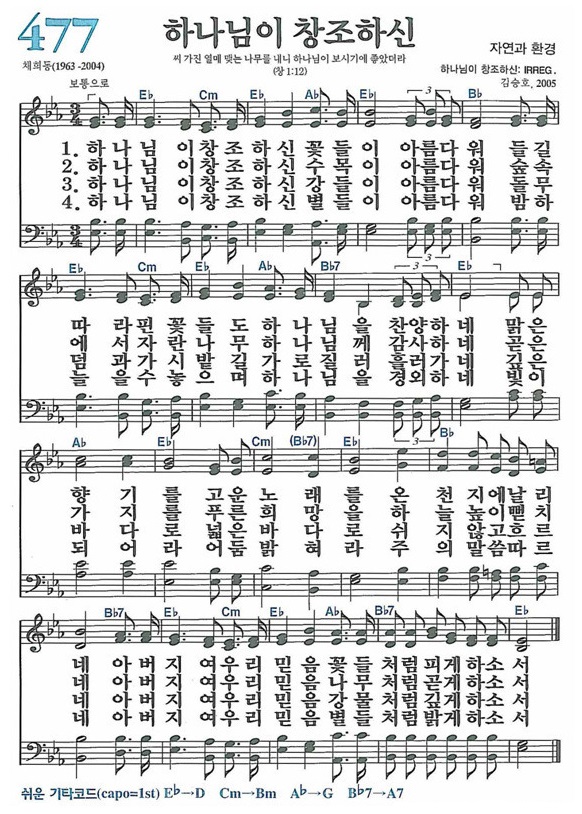 477
하나님이 창조하신
씨 가진 열매 맺는 나무를 내니 하나님이 보시기에 좋았더라
(창 1:12)
자연과 환경
채희동(1963 -2004)
하나님이 창조하신: IRREG.
김승호, 2005
보통으로
E♭ Cm E♭ B♭
1. 하 나 님 이 창 조 하 신 꽃 들 이 아 름 다 워 들 길
2. 하 나 님 이 창 조 하 신 수 목 이 아 름 다 워 숲 속
3. 하 나 님 이 창 조 하 신 강 들 이 아 름 다 워 돌 무
4. 하 나 님 이 창 조 하 신 별 들 이 아 름 다 워 밤 하
E♭ Cm E♭ A♭ B♭7 E♭
따 라 핀 꽃 들 도 하 나 님 을 찬 양 하 네 맑 은
에 서 자 란 나 무 하 나 님 께 감 사 하 네 곧 은
덤 과 가 시 밭 길 가 로 질 러 흘 러 가 네 깊 은
늘 을 수 놓 으 며 하 나 님 을 경 외 하 네 빛 이
A♭ E♭ Cm (B♭7) E♭ B♭
향 기 를 고 운 노 래 를 온 천 지 에 날 리
가 지 를 푸 른 희 망 을 하 늘 높 이 뻗 치
바 다 로 넓 은 바 다 로 쉬 지 않 고 흐 르
되 어 라 어 둠 밝 혀 라 주 의 말 씀 따 르
B♭7 E♭ Cm E♭ A♭ B♭7 E♭
네 아 버 지 여 우 리 믿 음 꽃 들 처 럼 피 게 하 소 서
네 아 버 지 여 우 리 믿 음 나 무 처 럼 곧 게 하 소 서
네 아 버 지 여 우 리 믿 음 강 물 처 럼 깊 게 하 소 서
네 아 버 지 여 우 리 믿 음 별 들 처 럼 밝 게 하 소 서
쉬운 기타코드(capo=1st) E♭→D Cm→Bm A♭→G B♭7→A7